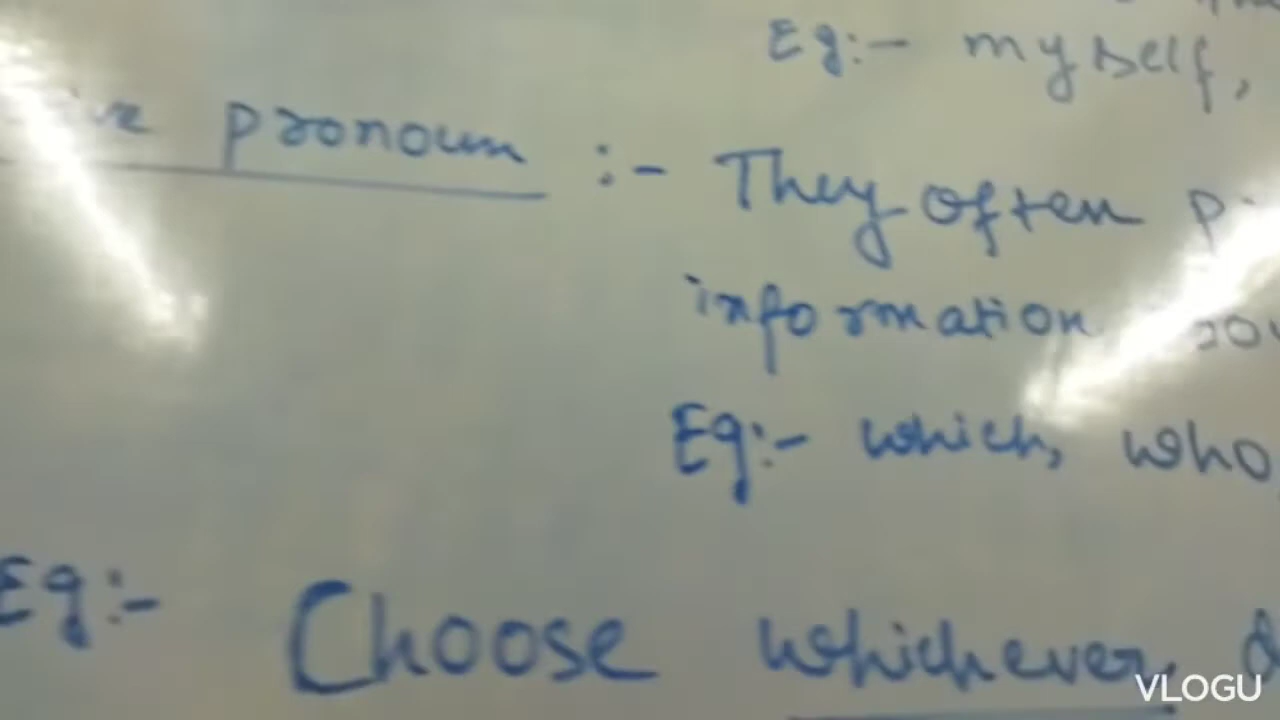 Eg:- myself,
pronoun :- They often
information
Eg:- which, who,
Eg:- Choose whichever
VLOGU